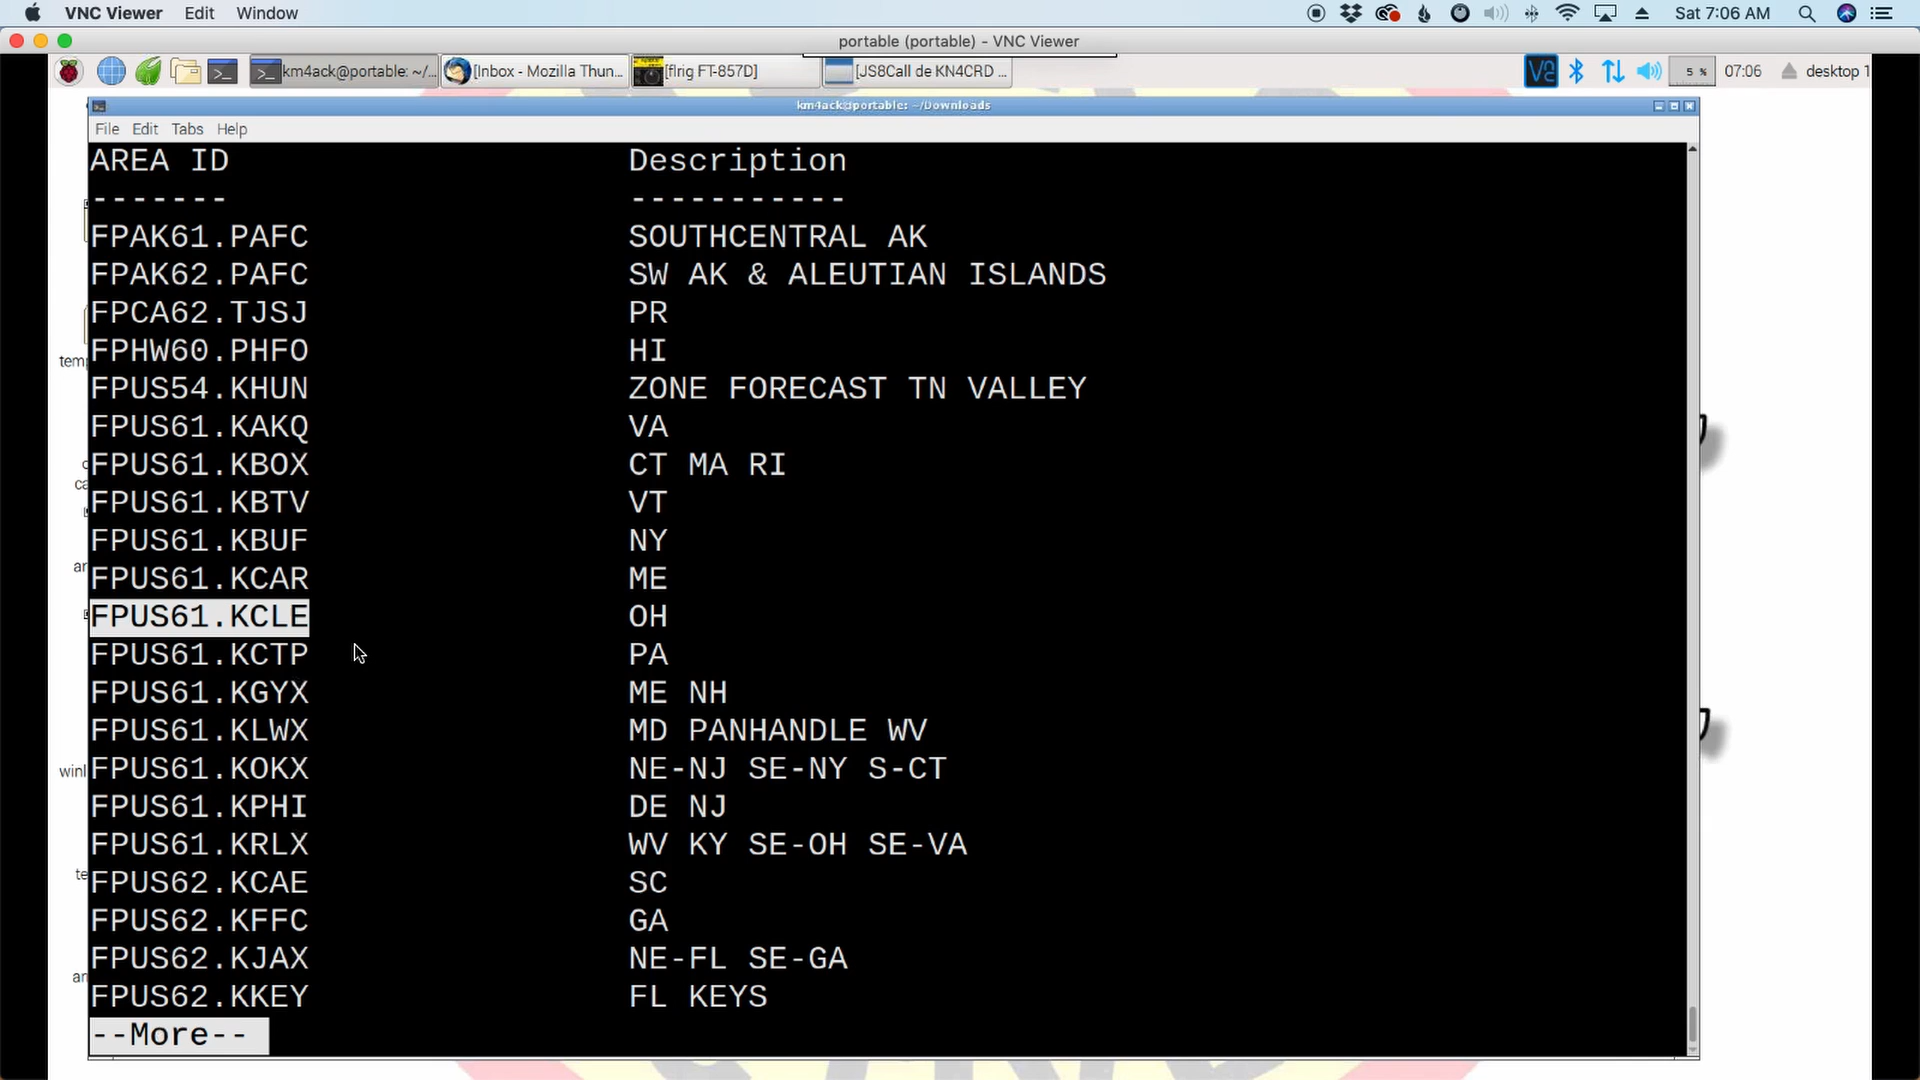 VNC Viewer Edit Window Sat 7:06 AM
portable (portable) - VNC Viewer
km4ack@portable: ~/... [Inbox - Mozilla Thun... [flrig FT-857D] [JS8Call de KN4CRD ... 5 % 07:06 desktop 1
km4ack@portable: ~/Downloads
File Edit Tabs Help
AREA ID Description
------- -----------
FPAK61.PAFC SOUTHCENTRAL AK
FPAK62.PAFC SW AK & ALEUTIAN ISLANDS
FPCA62.TJSJ PR
FPHW60.PHFO HI
FPUS54.KHUN ZONE FORECAST TN VALLEY
FPUS61.KAKQ VA
FPUS61.KBOX CT MA RI
FPUS61.KBTV VT
FPUS61.KBUF NY
FPUS61.KCAR ME
FPUS61.KCLE OH
FPUS61.KCTP PA
FPUS61.KGYX ME NH
FPUS61.KLWX MD PANHANDLE WV
FPUS61.KOKX NE-NJ SE-NY S-CT
FPUS61.KPHI DE NJ
FPUS61.KRLX WV KY SE-OH SE-VA
FPUS62.KCAE SC
FPUS62.KFFC GA
FPUS62.KJAX NE-FL SE-GA
FPUS62.KKEY FL KEYS
--More--